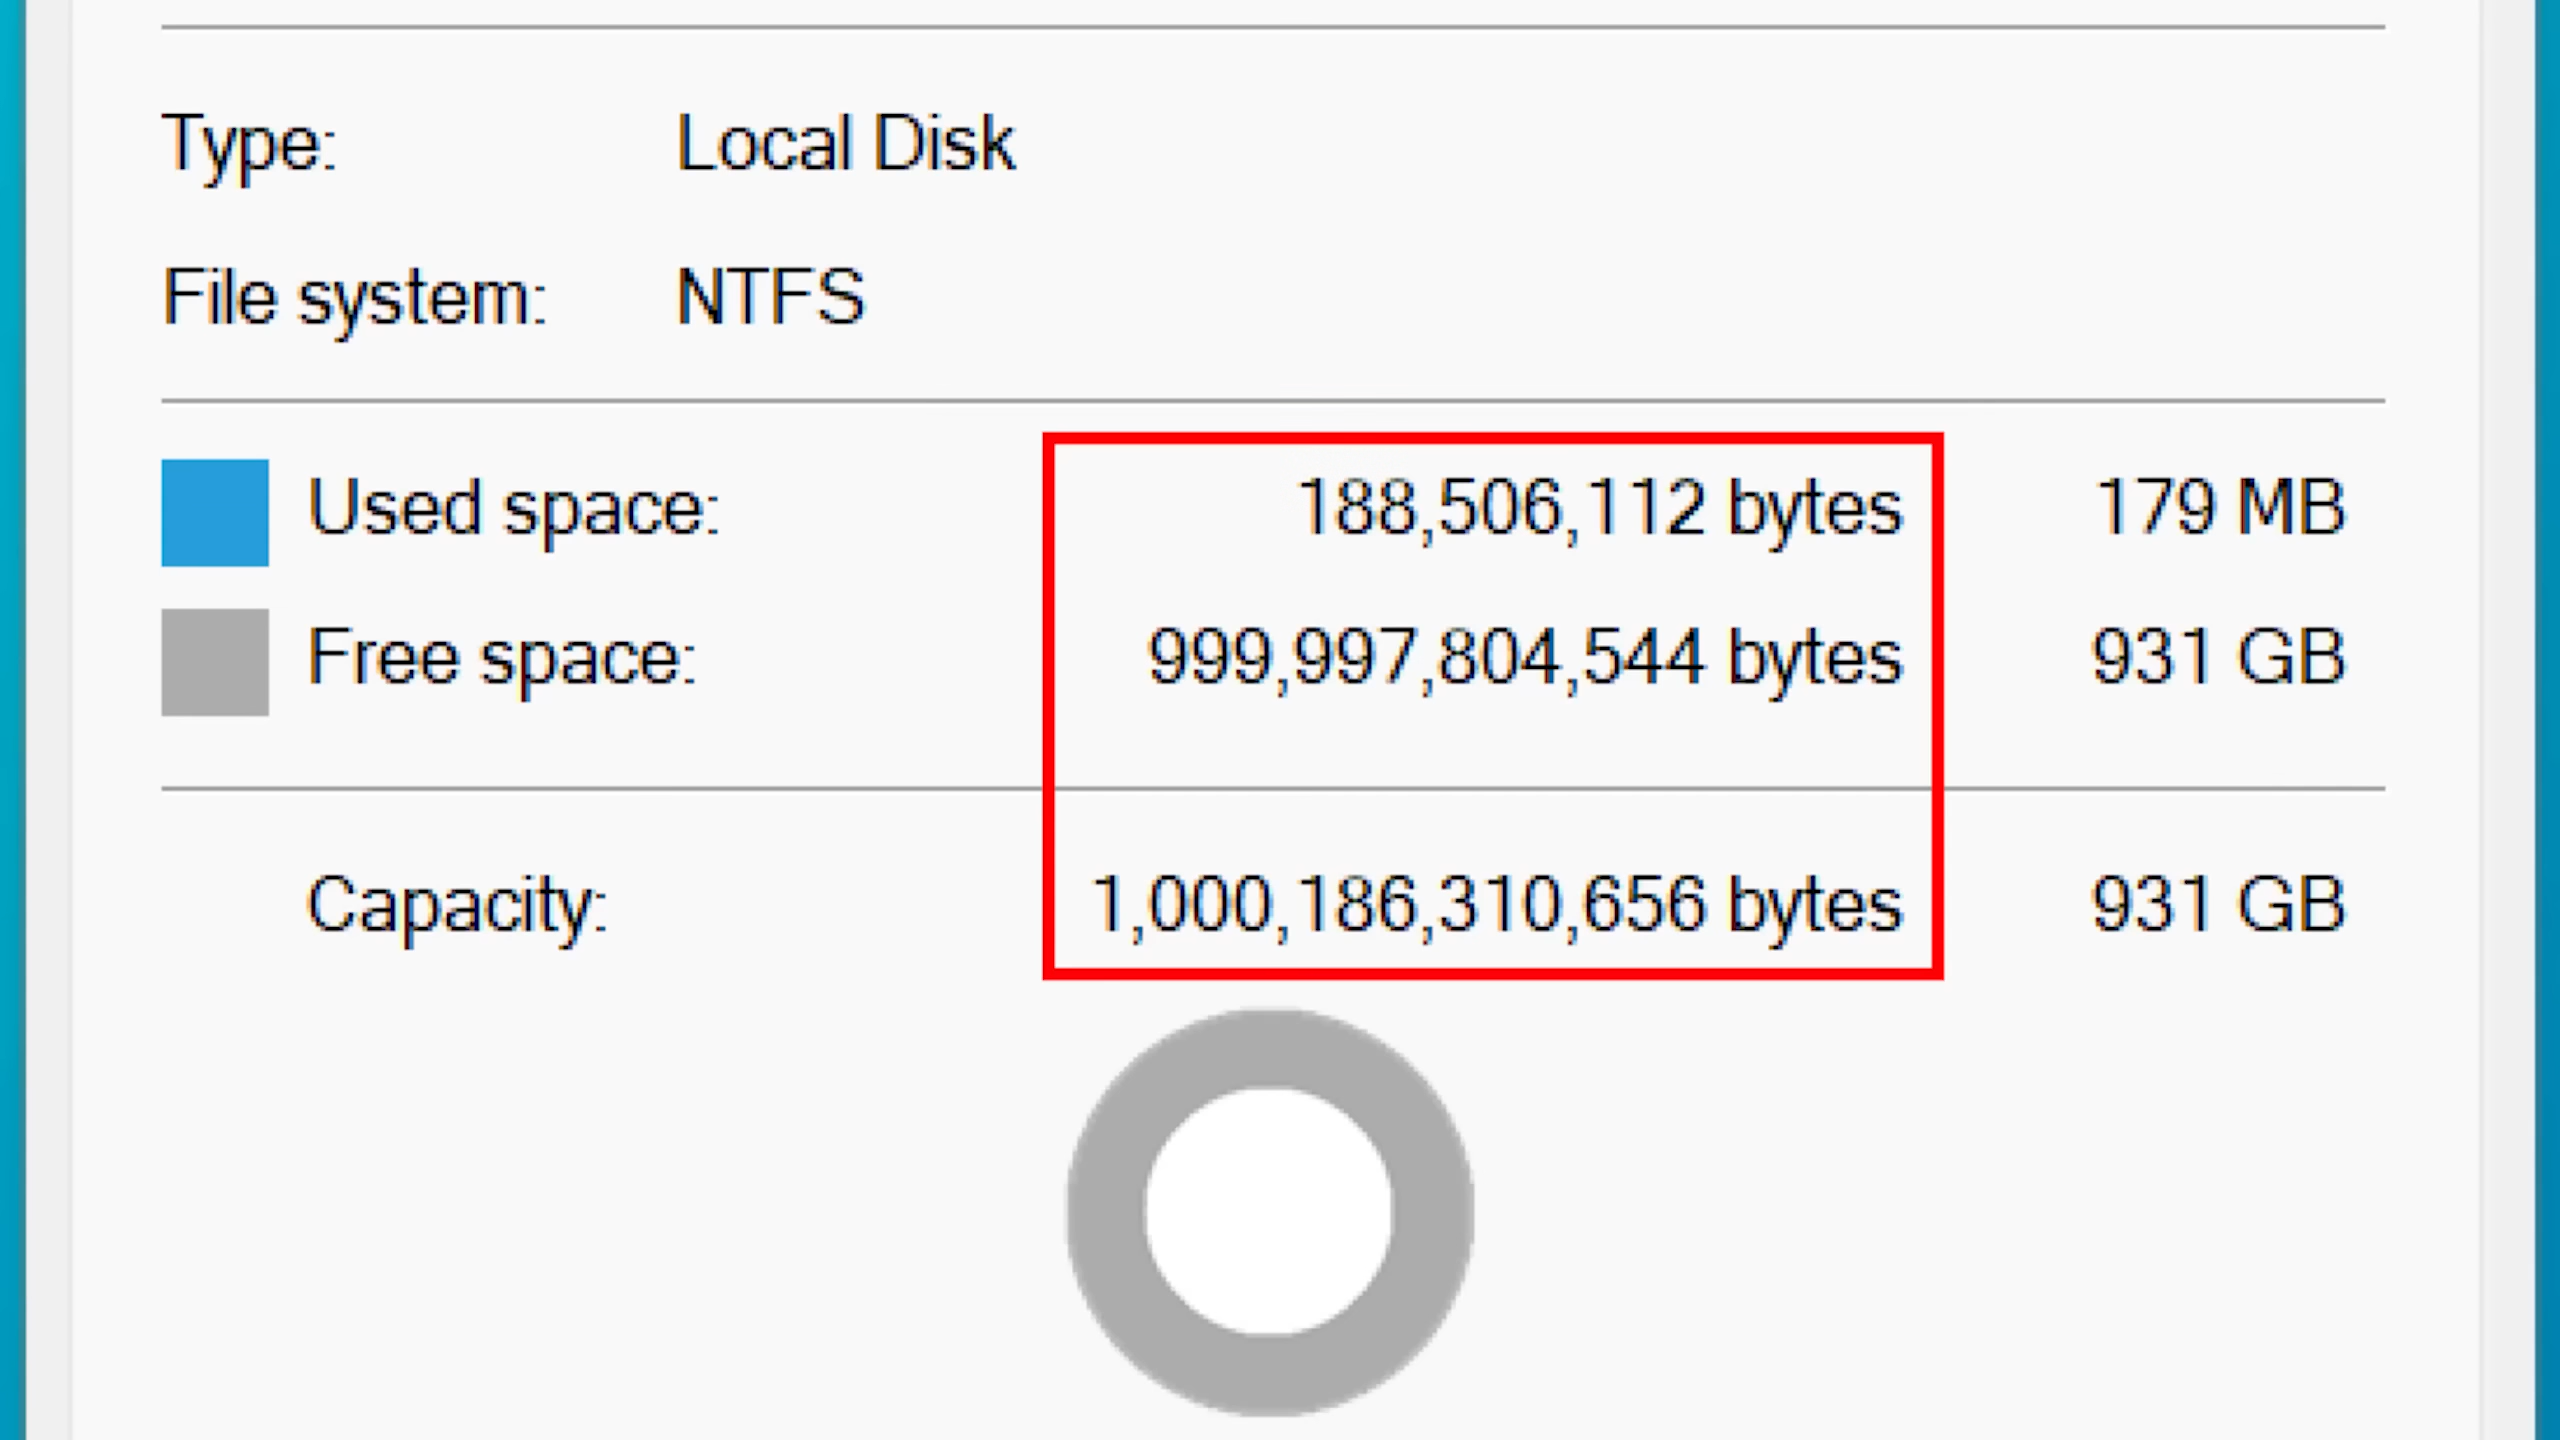 Type: Local Disk
File system: NTFS
Used space: 188,506,112 bytes 179 MB
Free space: 999,997,804,544 bytes 931 GB
Capacity: 1,000,186,310,656 bytes 931 GB